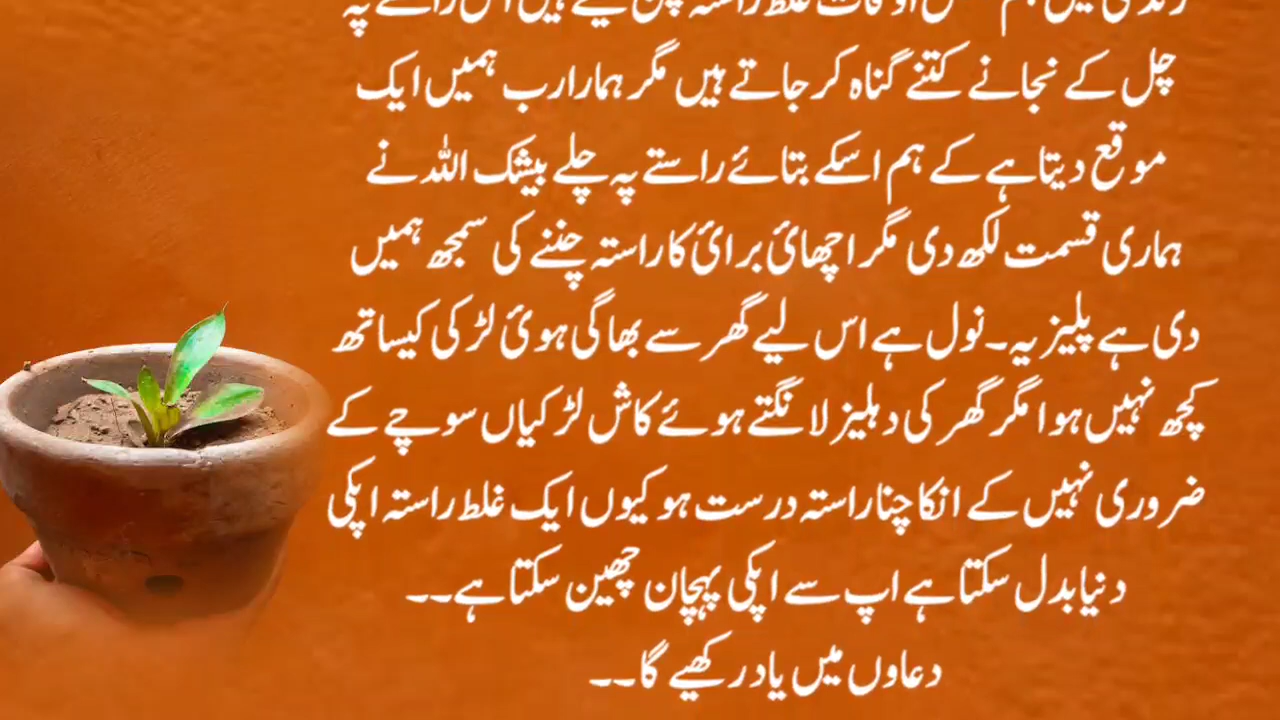 زندگی میں ہم بعض اوقات غلط راستہ چن لیتے ہیں اس راستے پہ
چل کے نجانے کتنے گناہ کر جاتے ہیں مگر ہمارا رب ہمیں ایک
موقع دیتا ہے کے ہم اسکے بتائے راستے پہ چلے بیشک اللہ نے
ہماری قسمت لکھ دی مگر اچھائ برائ کا راستہ چننے کی سمجھ ہمیں
دی ہے پلیز یہ۔ نول ہے اس لیے گھر سے بھاگی ہوئ لڑکی کیساتھ
کچھ نہیں ہوا مگر گھر کی دہلیز لانگتے ہوئے کاش لڑکیاں سوچے کے
ضروری نہیں کے انکا چنا راستہ درست ہو کیوں ایک غلط راستہ اپکی
دنیا بدل سکتا ہے اپ سے اپکی پہچان چھین سکتا ہے۔۔
دعاوں میں یاد رکھیے گا۔۔